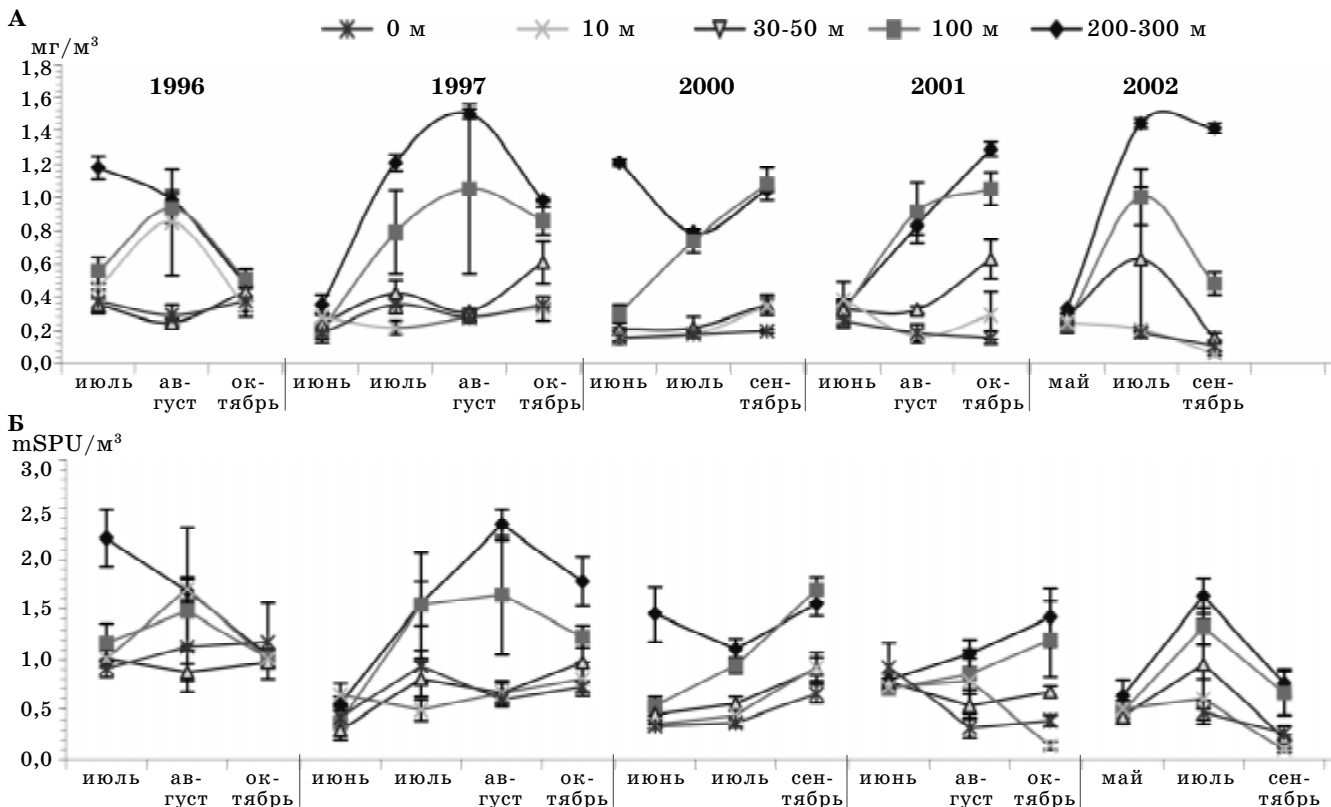 А
0 м 10 м 30-50 м 100 м 200-300 м
мг/м³
1,8
1996 1997 2000 2001 2002
1,6
1,4
1,2
1,0
0,8
0,6
0,4
0,2
0,0
июль ав- ок- июнь июль ав- ок- июнь июль сен- июнь ав- ок- май июль сен-
густ тябрь густ тябрь тябрь густ тябрь тябрь
Б
mSPU/м³
3,0
2,5
2,0
1,5
1,0
0,5
0,0
июль ав- ок- июнь июль ав- ок- июнь июль сен- июнь ав- ок- май июль сен-
густ тябрь густ тябрь тябрь густ тябрь тябрь